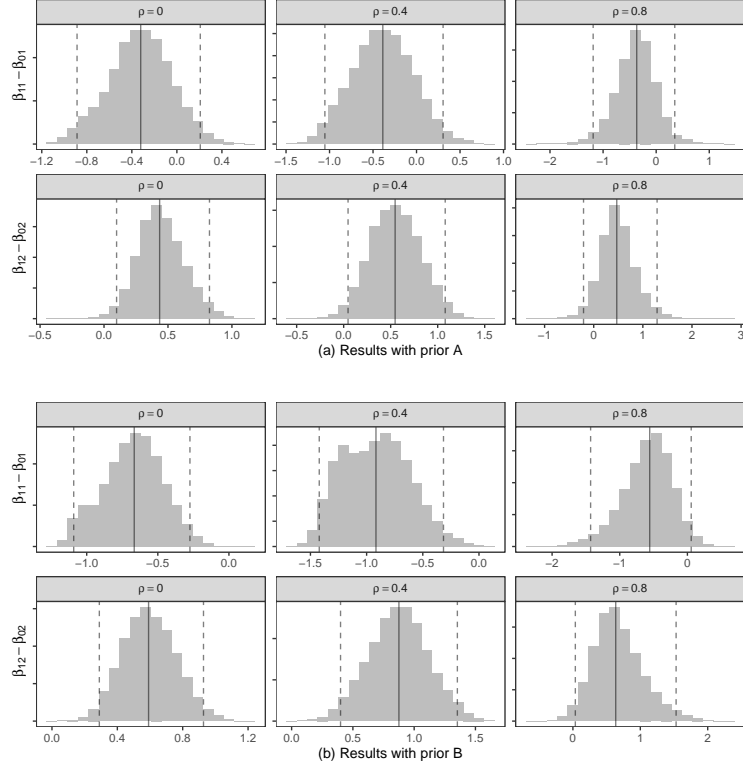 ρ = 0 ρ = 0.4 ρ = 0.8
β11 − β01
−1.2 −0.8 −0.4 0.0 0.4 −1.5 −1.0 −0.5 0.0 0.5 1.0 −2 −1 0 1
ρ = 0 ρ = 0.4 ρ = 0.8
β12 − β02
−0.5 0.0 0.5 1.0 −0.5 0.0 0.5 1.0 1.5 −1 0 1 2 3
(a) Results with prior A
ρ = 0 ρ = 0.4 ρ = 0.8
β11 − β01
−1.0 −0.5 0.0 −1.5 −1.0 −0.5 0.0 −2 −1 0
ρ = 0 ρ = 0.4 ρ = 0.8
β12 − β02
0.0 0.4 0.8 1.2 0.0 0.5 1.0 1.5 0 1 2
(b) Results with prior B